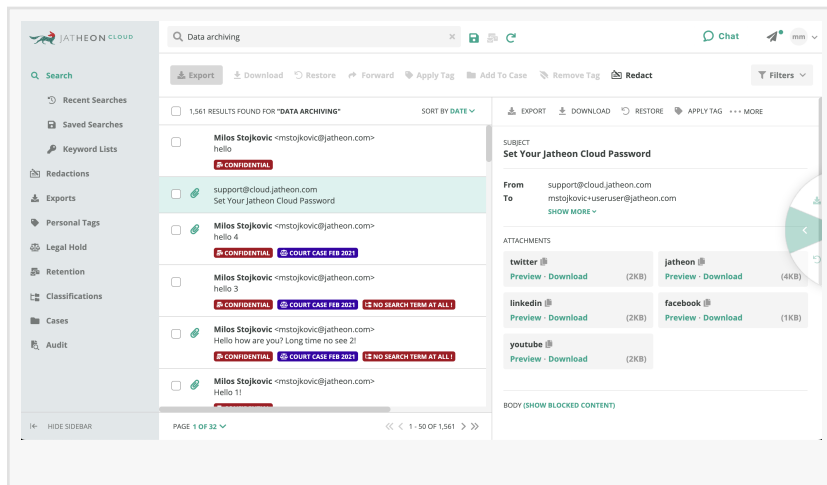 JATHEON CLOUD
Data archiving
Chat
mm
Search
Recent Searches
Saved Searches
Keyword Lists
Redactions
Exports
Personal Tags
Legal Hold
Retention
Classifications
Cases
Audit
HIDE SIDEBAR
Export
Download
Restore
Forward
Apply Tag
Add To Case
Remove Tag
Redact
Filters
1,561 RESULTS FOUND FOR "DATA ARCHIVING"
SORT BY DATE
Milos Stojkovic <mstojkovic@jatheon.com>
hello
CONFIDENTIAL
support@cloud.jatheon.com
Set Your Jatheon Cloud Password
Milos Stojkovic <mstojkovic@jatheon.com>
hello 4
CONFIDENTIAL COURT CASE FEB 2021
Milos Stojkovic <mstojkovic@jatheon.com>
hello 3
CONFIDENTIAL COURT CASE FEB 2021 NO SEARCH TERM AT ALL !
Milos Stojkovic <mstojkovic@jatheon.com>
Hello how are you? Long time no see 2!
CONFIDENTIAL COURT CASE FEB 2021 NO SEARCH TERM AT ALL !
Milos Stojkovic <mstojkovic@jatheon.com>
Hello 1!
PAGE 1 OF 32
1 - 50 OF 1,561
EXPORT
DOWNLOAD
RESTORE
APPLY TAG
MORE
SUBJECT
Set Your Jatheon Cloud Password
From support@cloud.jatheon.com
To mstojkovic+useruser@jatheon.com
SHOW MORE
ATTACHMENTS
twitter
Preview · Download (2KB)
jatheon
Preview · Download (4KB)
linkedin
Preview · Download (2KB)
facebook
Preview · Download (1KB)
youtube
Preview · Download (2KB)
BODY (SHOW BLOCKED CONTENT)